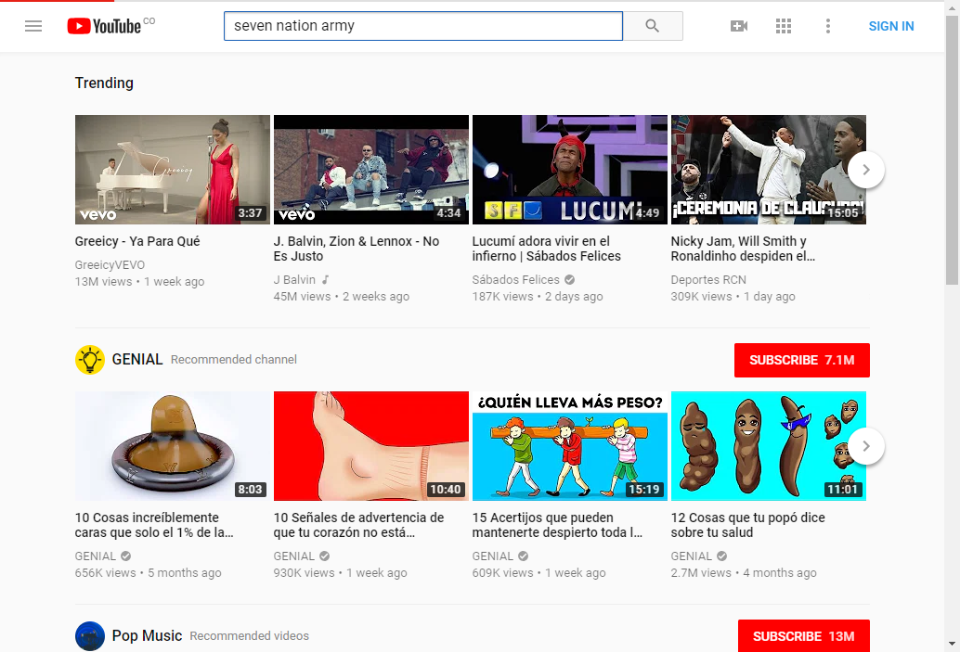 YouTube CO
seven nation army
SIGN IN
Trending
Greeicy
vevo
3:37
vevo
4:34
SFO
LUCUMí
4:49
¡CEREMONIA DE CLAUSURA!
15:05
Greeicy - Ya Para Qué
GreeicyVEVO
13M views • 1 week ago
J. Balvin, Zion & Lennox - No
Es Justo
J Balvin
45M views • 2 weeks ago
Lucumí adora vivir en el
infierno | Sábados Felices
Sábados Felices
187K views • 2 days ago
Nicky Jam, Will Smith y
Ronaldinho despiden el...
Deportes RCN
309K views • 1 day ago
GENIAL Recommended channel
SUBSCRIBE 7.1M
8:03
10:40
¿QUIÉN LLEVA MÁS PESO?
15:19
11:01
10 Cosas increíblemente
caras que solo el 1% de la...
GENIAL
656K views • 5 months ago
10 Señales de advertencia de
que tu corazón no está...
GENIAL
930K views • 1 week ago
15 Acertijos que pueden
mantenerte despierto toda l...
GENIAL
609K views • 1 week ago
12 Cosas que tu popó dice
sobre tu salud
GENIAL
2.7M views • 4 months ago
Pop Music Recommended videos
SUBSCRIBE 13M